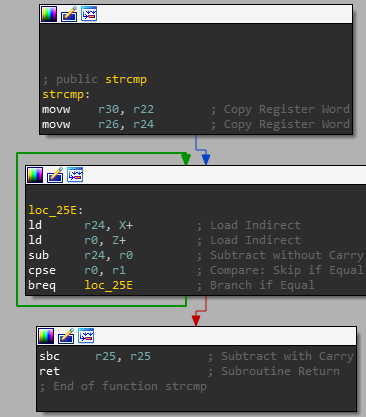 ; public strcmp
strcmp:
movw r30, r22 ; Copy Register Word
movw r26, r24 ; Copy Register Word
loc_25E:
ld r24, X+ ; Load Indirect
ld r0, Z+ ; Load Indirect
sub r24, r0 ; Subtract without Carry
cpse r0, r1 ; Compare: Skip if Equal
breq loc_25E ; Branch if Equal
sbc r25, r25 ; Subtract with Carry
ret ; Subroutine Return
; End of function strcmp